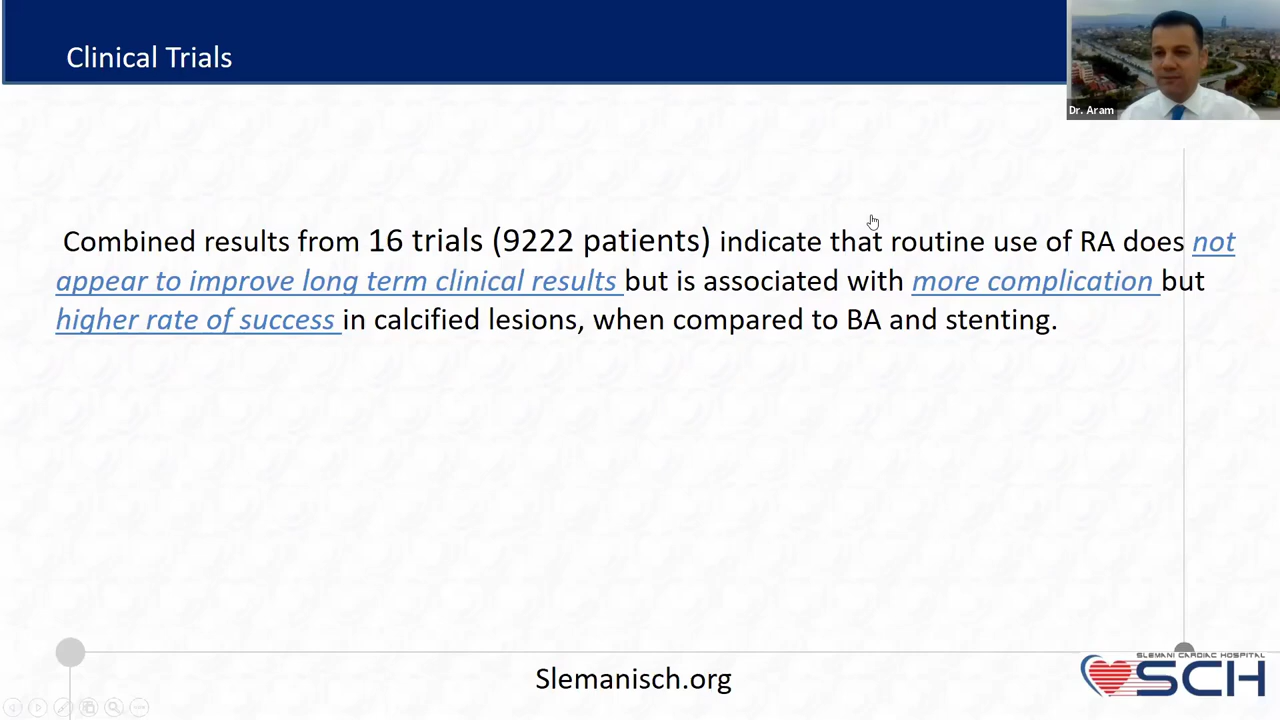 Clinical Trials
Dr. Aram
Combined results from 16 trials (9222 patients) indicate that routine use of RA does not
appear to improve long term clinical results but is associated with more complication but
higher rate of success in calcified lesions, when compared to BA and stenting.
Slemanisch.org
SLEMANI CARDIAC HOSPITAL
SCH